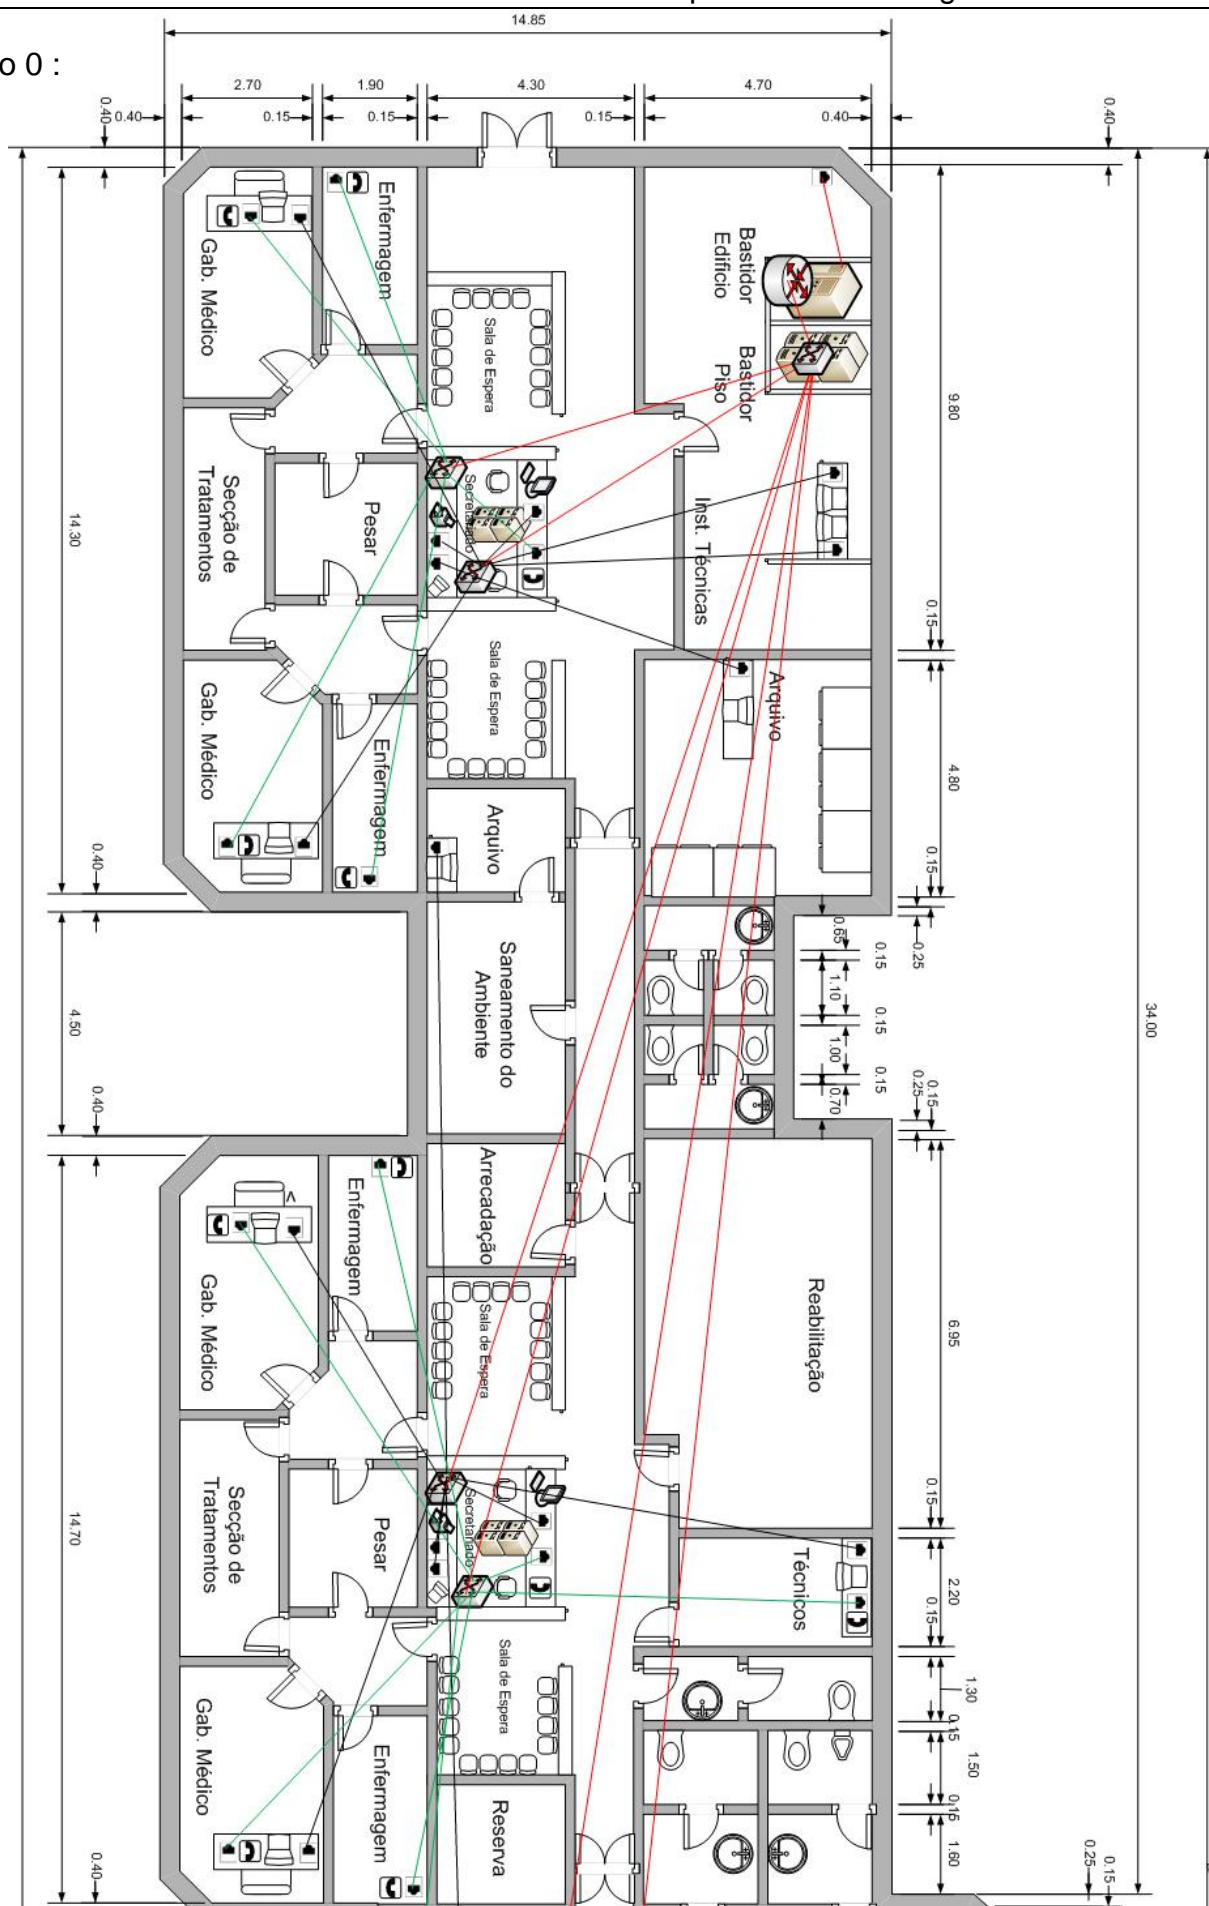 o 0 :
14.85
2.70
1.90
4.30
4.70
0.40
0.40
0.15
0.15
0.15
0.40
0.40
Enfermagem
Gab. Médico
Sala de Espera
Bastidor
Edificio
Bastidor
Piso
9.80
Secção de
Tratamentos
Pesar
Secretariado
Inst. Técnicas
14.30
0.15
Sala de Espera
Arquivo
Gab. Médico
Enfermagem
4.80
Arquivo
0.40
0.15
0.65
0.15
0.25
1.10
Saneamento do
Ambiente
4.50
0.15
34.00
1.00
0.15
0.70
0.25
0.15
0.40
Arrecadação
Enfermagem
Gab. Médico
Sala de Espera
Reabilitação
6.95
Secção de
Tratamentos
Pesar
Secretariado
0.15
14.70
Técnicos
2.20
0.15
Sala de Espera
1.30
Gab. Médico
0.15
Enfermagem
1.50
Reserva
0.15
1.60
0.40
0.25
0.15